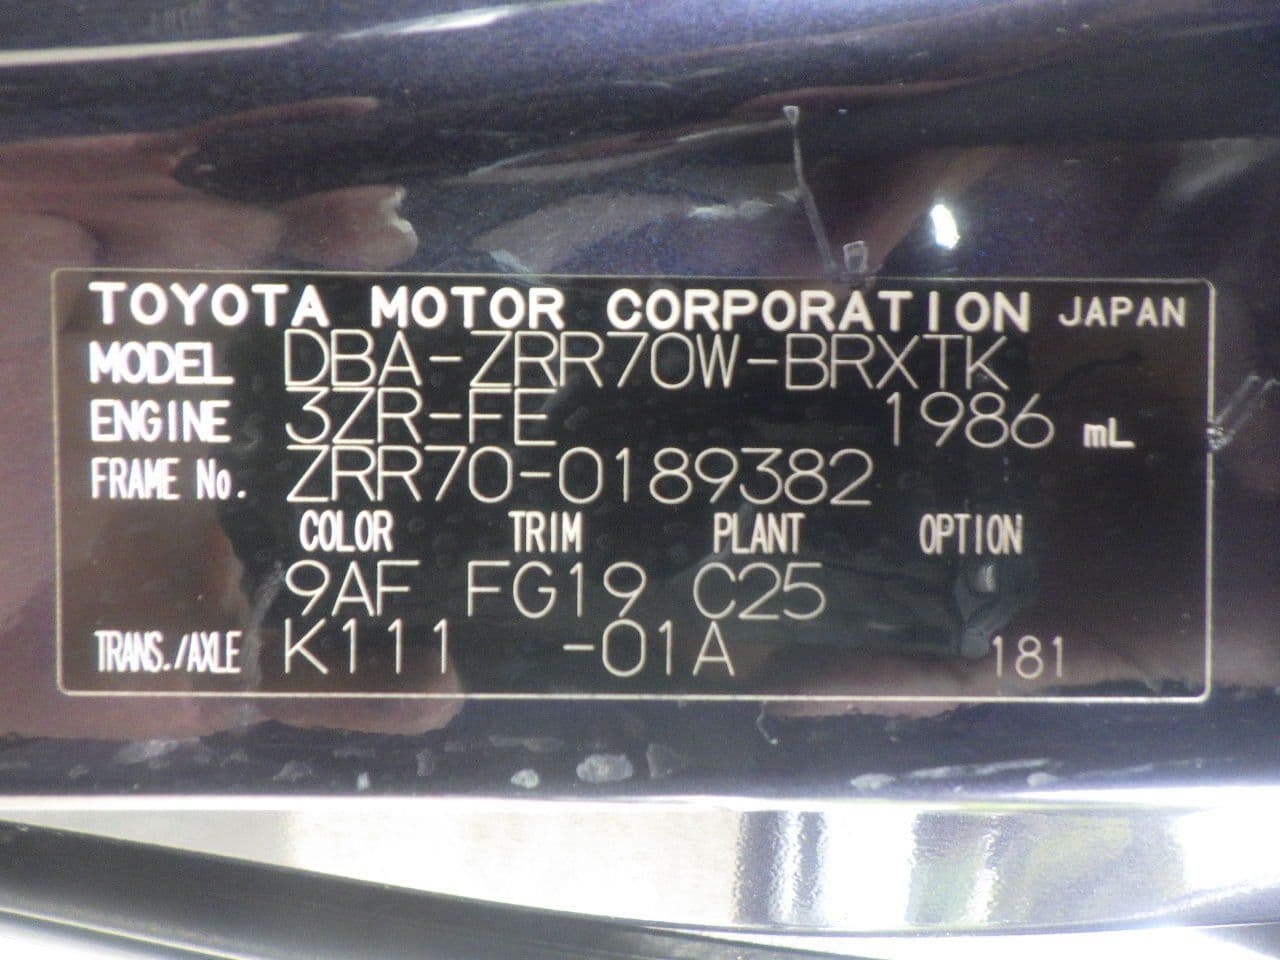 TOYOTA MOTOR CORPORATION JAPAN
MODEL DBA-ZRR70W-BRXTK
ENGINE 3ZR-FE 1986 mL
FRAME No. ZRR70-0189382
COLOR TRIM PLANT OPTION
9AF FG19 C25
TRANS./AXLE K111 -01A 181